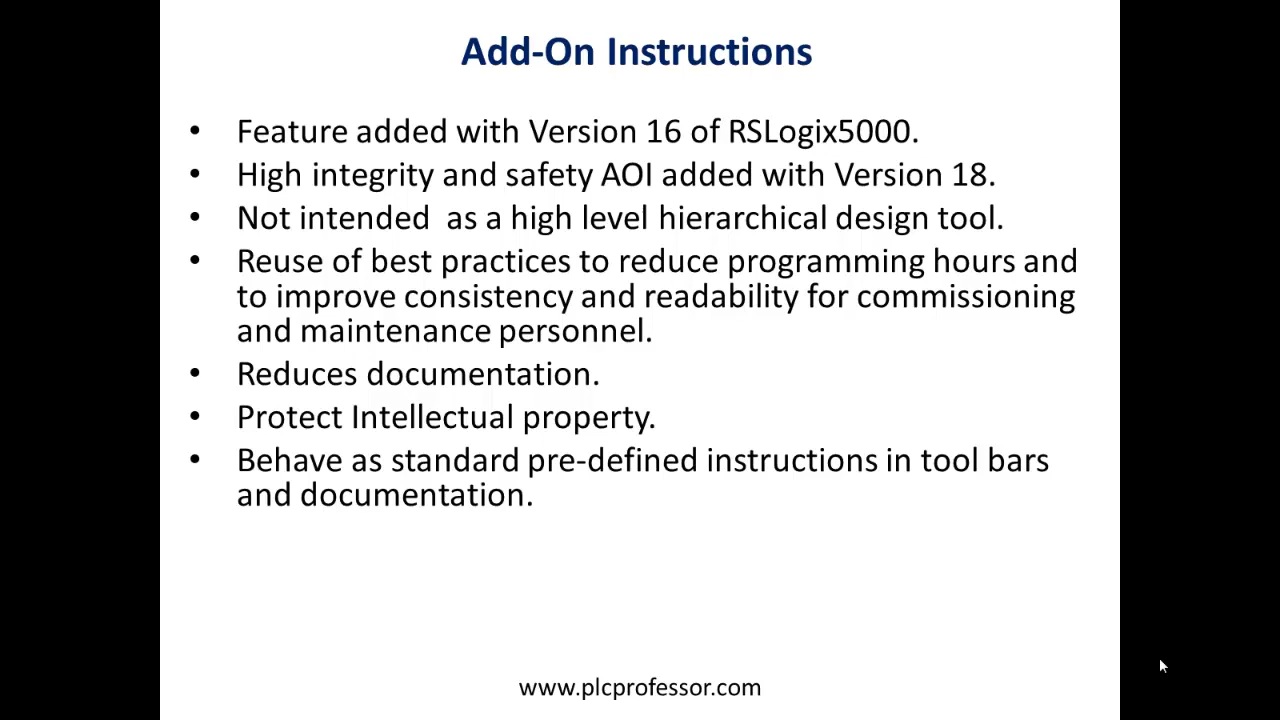 Add-On Instructions
• Feature added with Version 16 of RSLogix5000.
• High integrity and safety AOI added with Version 18.
• Not intended  as a high level hierarchical design tool.
• Reuse of best practices to reduce programming hours and
to improve consistency and readability for commissioning
and maintenance personnel.
• Reduces documentation.
• Protect Intellectual property.
• Behave as standard pre-defined instructions in tool bars
and documentation.
www.plcprofessor.com